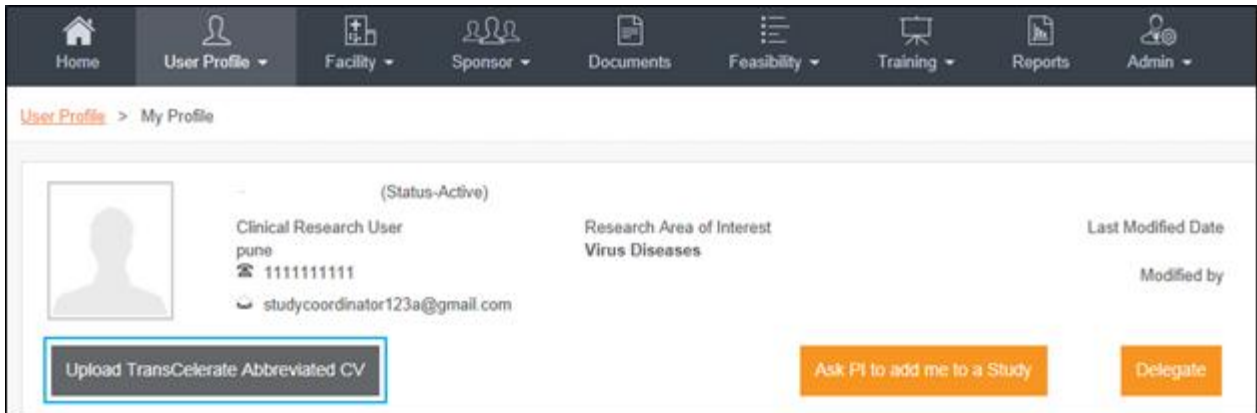 Home User Profile Facility Sponsor Documents Feasibility Training Reports Admin
User Profile > My Profile
(Status-Active)
Clinical Research User Research Area of Interest Last Modified Date
pune Virus Diseases
1111111111 Modified by
studycoordinator123a@gmail.com
Upload TransCelerate Abbreviated CV Ask PI to add me to a Study Delegate